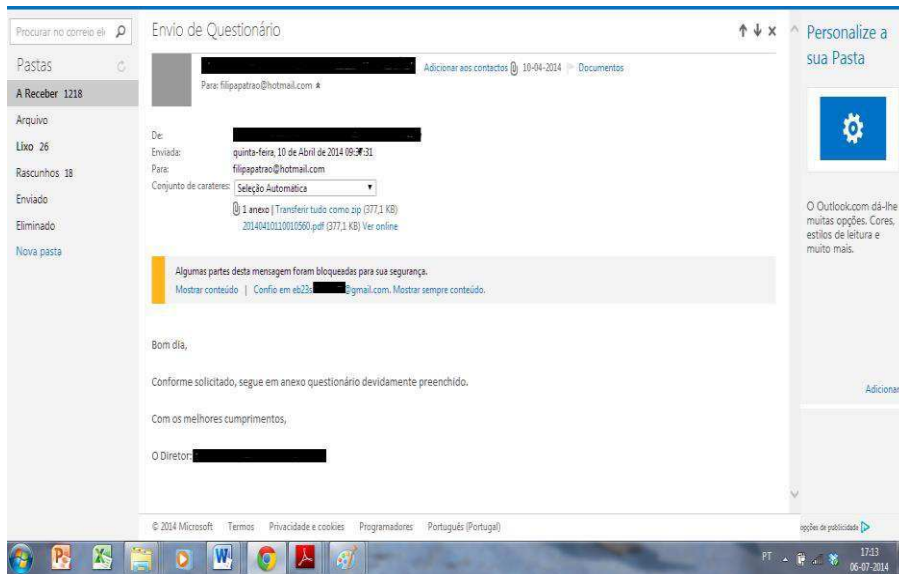 Procurar no correio ele
Pastas
A Receber 1218
Arquivo
Lixo 26
Rascunhos 18
Enviado
Eliminado
Nova pasta
Envio de Questionário
Adicionar aos contactos 10-04-2014 Documentos
Para: filipapatrao@hotmail.com
De:
Enviada: quinta-feira, 10 de Abril de 2014
Para: filipapatrao@hotmail.com
Conjunto de carateres: Seleção Automática
1 anexo | Transferir tudo como zip (377,1 KB)
20140410110010560.pdf (377,1 KB) Ver online
Algumas partes desta mensagem foram bloqueadas para sua segurança.
Mostrar conteúdo | Confio em eb23s @gmail.com. Mostrar sempre conteúdo.
Bom dia,
Conforme solicitado, segue em anexo questionário devidamente preenchido.
Com os melhores cumprimentos,
O Diretor:
© 2014 Microsoft Termos Privacidade e cookies Programadores Português (Portugal)
Personalize a
sua Pasta
O Outlook.com dá-lhe
muitas opções. Cores,
estilos de leitura e
muito mais.
Adicionar
opções de publicidade
PT 17:13
06-07-2014